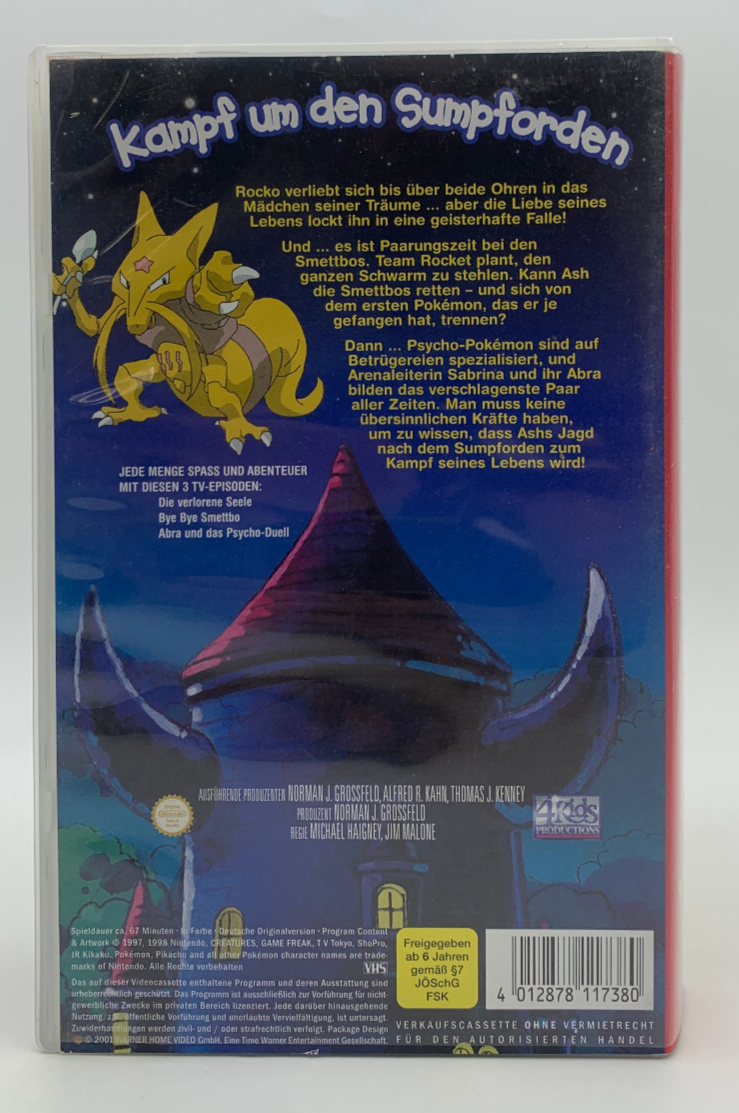 Kampf um den Sumpforden
Rocko verliebt sich bis über beide Ohren in das
Mädchen seiner Träume ... aber die Liebe seines
Lebens lockt ihn in eine geisterhafte Falle!
Und ... es ist Paarungszeit bei den
Smettbos. Team Rocket plant, den
ganzen Schwarm zu stehlen. Kann Ash
die Smettbos retten – und sich von
dem ersten Pokémon, das er je
gefangen hat, trennen?
Dann ... Psycho-Pokémon sind auf
Betrügereien spezialisiert, und
Arenaleiterin Sabrina und ihr Abra
bilden das verschlagenste Paar
aller Zeiten. Man muss keine
übersinnlichen Kräfte haben,
um zu wissen, dass Ashs Jagd
nach dem Sumpforden zum
Kampf seines Lebens wird!
JEDE MENGE SPASS UND ABENTEUER
MIT DIESEN 3 TV-EPISODEN:
Die verlorene Seele
Bye Bye Smettbo
Abra und das Psycho-Duell
AUSFÜHRENDE PRODUZENTEN NORMAN J. GROSSFELD, ALFRED R. KAHN, THOMAS J. KENNEY
PRODUZENT NORMAN J. GROSSFELD
REGIE MICHAEL HAIGNEY, JIM MALONE
Original
Nintendo
Seal of
Quality
4Kids
PRODUCTIONS
Spieldauer ca. 67 Minuten · In Farbe · Deutsche Originalversion · Program Content
& Artwork © 1997, 1998 Nintendo, CREATURES, GAME FREAK, T V Tokyo, ShoPro,
JR Kikaku. Pokémon, Pikachu and all other Pokémon character names are trade-
marks of Nintendo. Alle Rechte vorbehalten
VHS
Das auf dieser Videocassette enthaltene Programm und deren Ausstattung sind
urheberrechtlich geschützt. Das Programm ist ausschließlich zur Vorführung für nicht-
gewerbliche Zwecke im privaten Bereich lizenziert. Jede darüber hinausgehende
Nutzung, z.B. öffentliche Vorführung und unerlaubte Vervielfältigung, ist untersagt.
Zuwiderhandlungen werden zivil- und / oder strafrechtlich verfolgt. Package Design
© 2001 WARNER HOME VIDEO GmbH. Eine Time Warner Entertainment Gesellschaft.
Freigegeben
ab 6 Jahren
gemäß §7
JÖSchG
FSK
4 012878 117380
VERKAUFSCASSETTE OHNE VERMIETRECHT
FÜR DEN AUTORISIERTEN HANDEL